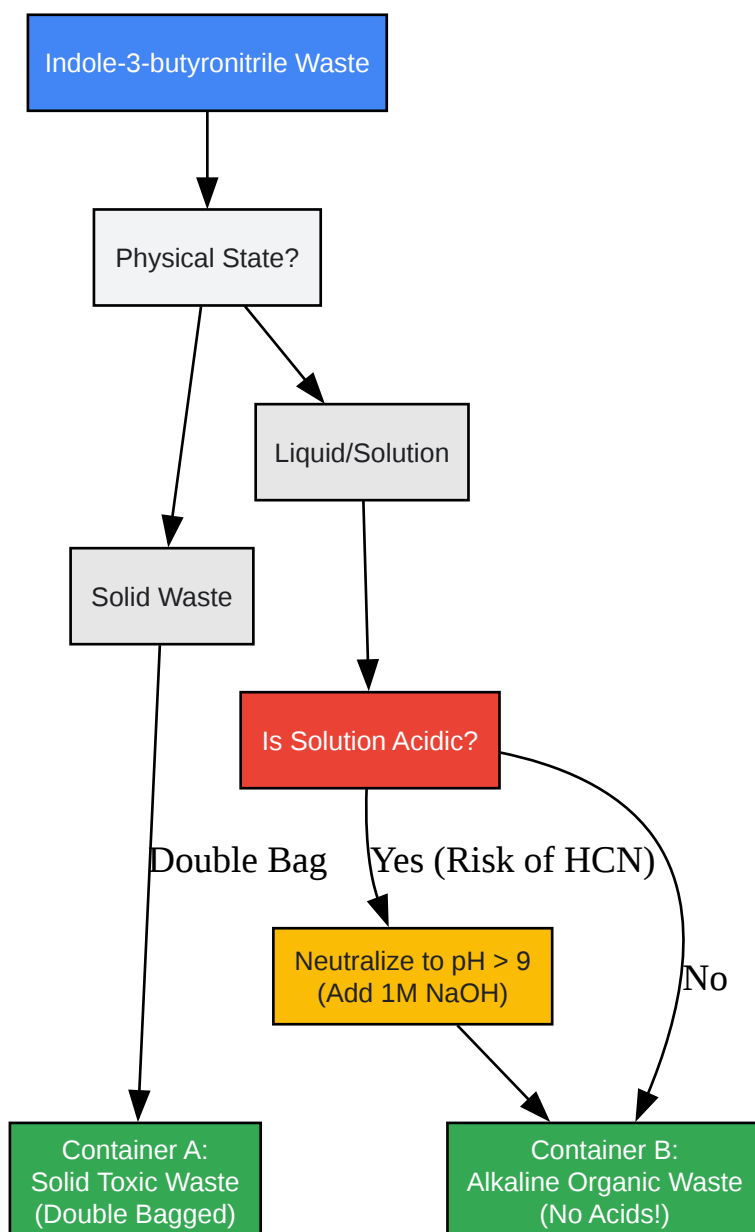 Indole-3-butyronitrile Waste
Physical State?
Liquid/Solution
Solid Waste
Is Solution Acidic?
Double Bag
Yes (Risk of HCN)
Neutralize to pH > 9
(Add 1M NaOH)
No
Container A:
Solid Toxic Waste
(Double Bagged)
Container B:
Alkaline Organic Waste
(No Acids!)